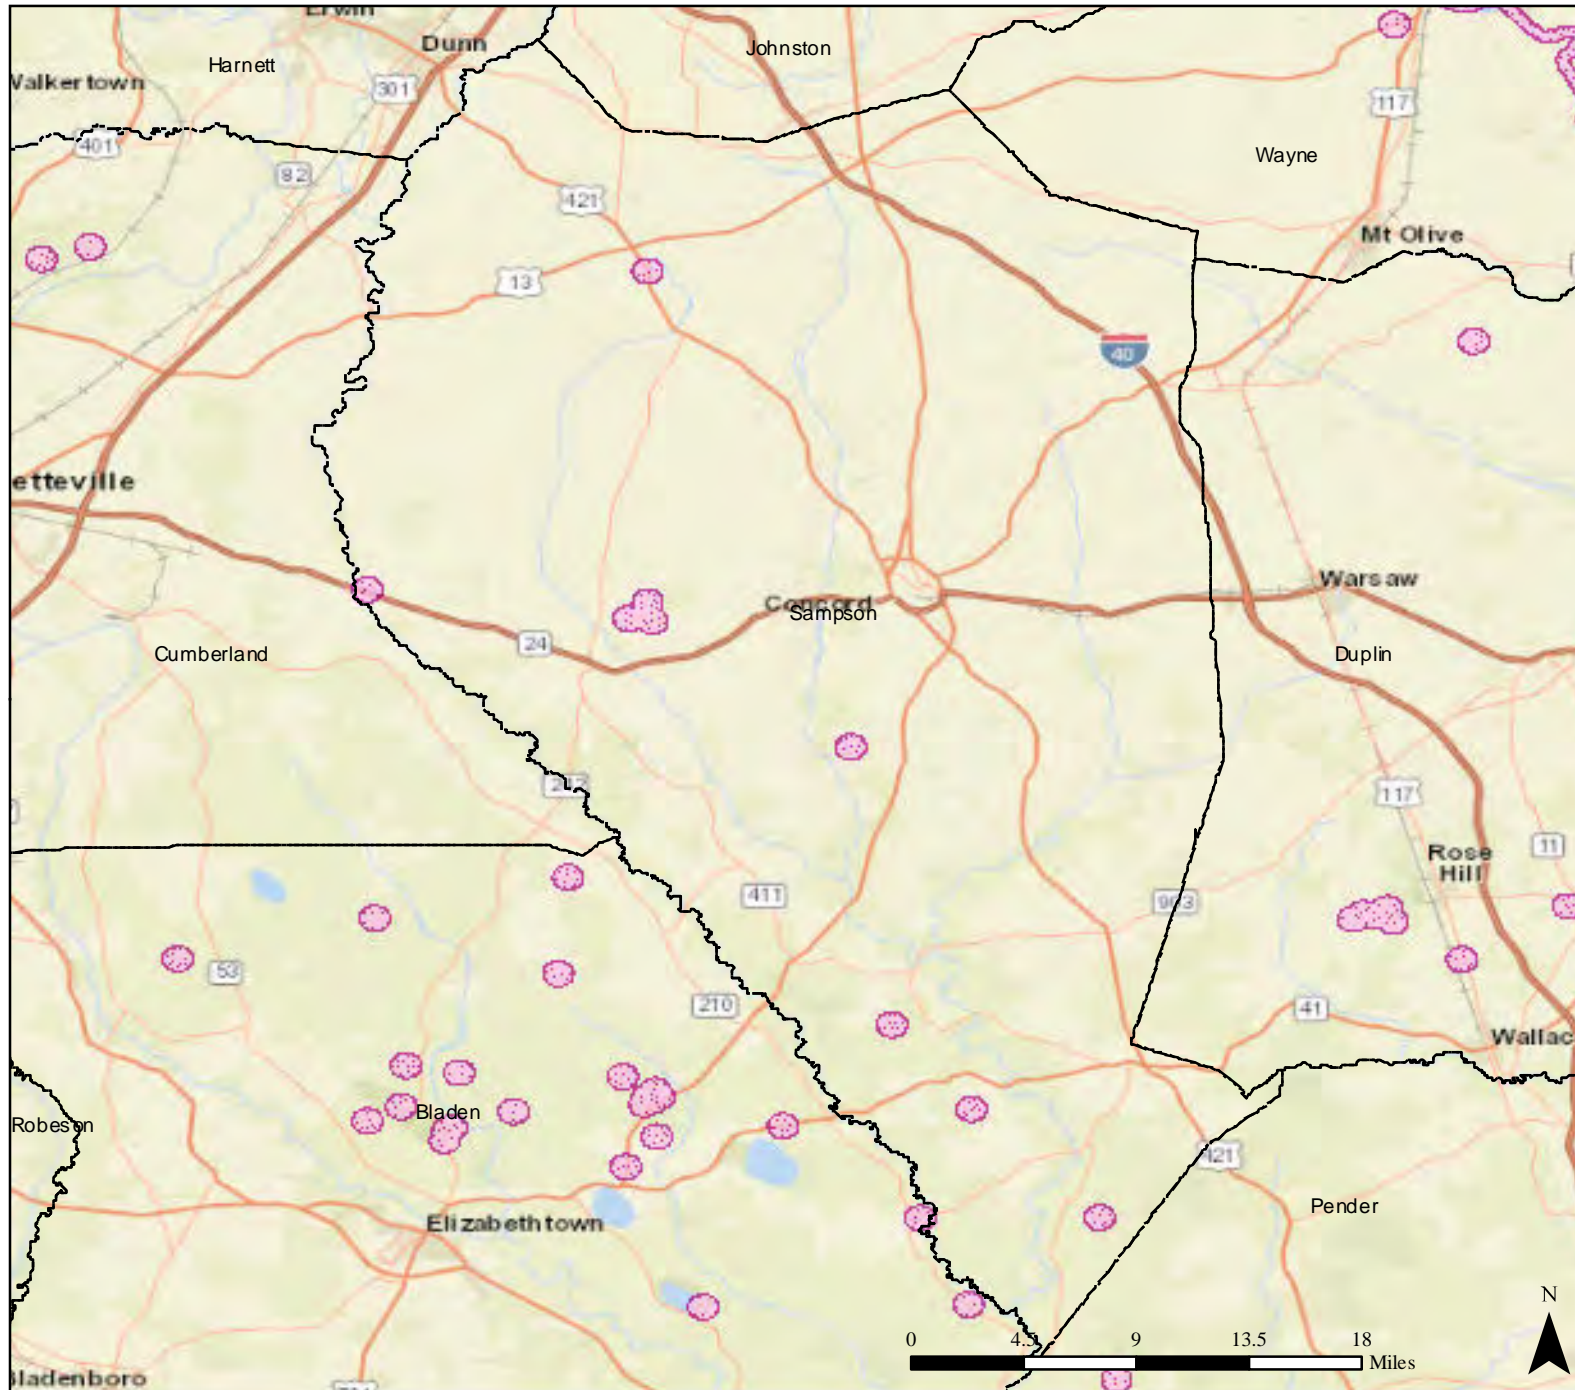 Erwin
Dunn
Johnston
Harnett
Walkertown
301
117
401
Wayne
82
421
Mt Olive
13
40
etteville
Warsaw
Concord
Sampson
24
Cumberland
Duplin
242
117
Rose
Hill
11
411
903
53
210
41
Wallac
Bladen
Robeson
421
Pender
Elizabethtown
N
0 4.5 9 13.5 18
Miles
Bladenboro